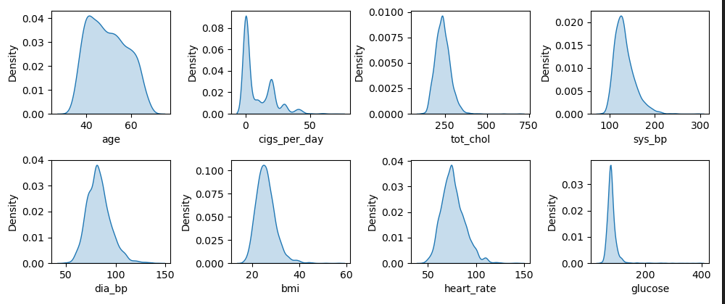 0.04
0.03
0.02
0.01
0.00
Density
40 60
age
0.08
0.06
0.04
0.02
0.00
Density
0 50
cigs_per_day
0.0100
0.0075
0.0050
0.0025
0.0000
Density
250 500 750
tot_chol
0.020
0.015
0.010
0.005
0.000
Density
100 200 300
sys_bp
0.04
0.03
0.02
0.01
0.00
Density
50 100 150
dia_bp
0.100
0.075
0.050
0.025
0.000
Density
20 40 60
bmi
0.04
0.03
0.02
0.01
0.00
Density
50 100 150
heart_rate
0.03
0.02
0.01
0.00
Density
200 400
glucose